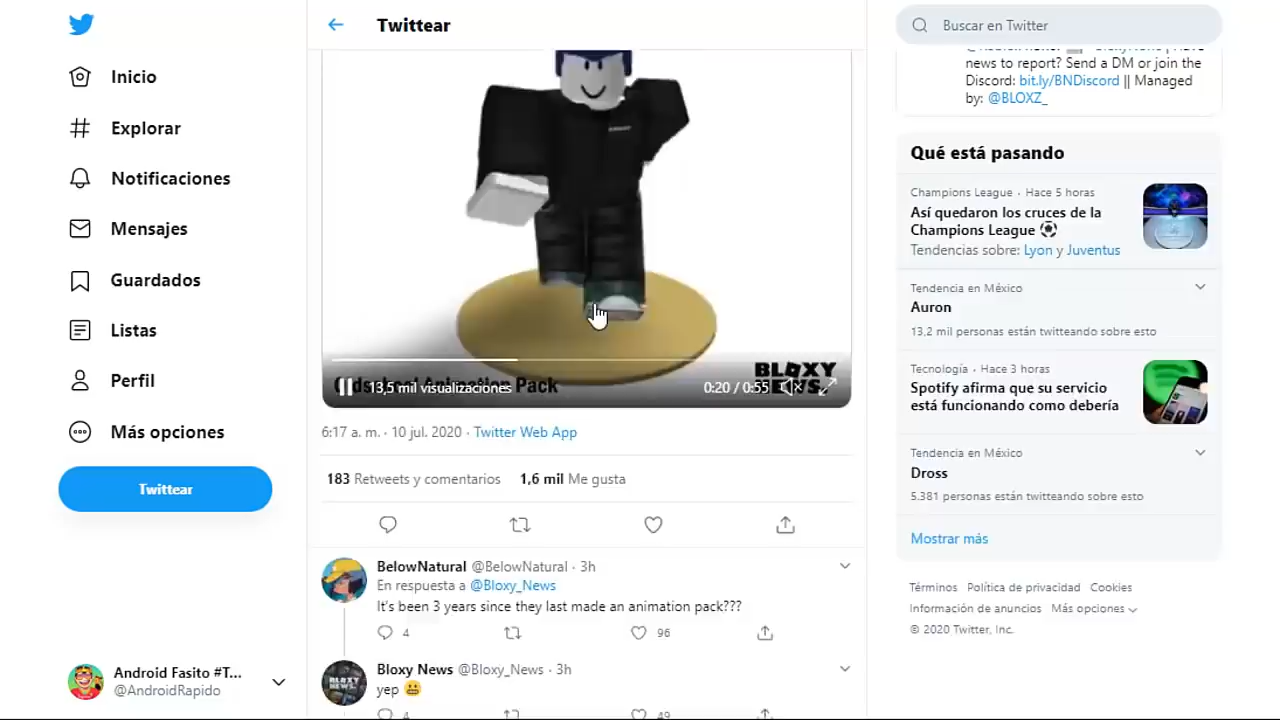 Inicio
Explorar
Notificaciones
Mensajes
Guardados
Listas
Perfil
Más opciones
Twittear
Android Fasito #T...
@AndroidRapido
Twittear
Animation Pack
BLOXY
NEWS.
13,5 mil visualizaciones
0:20 / 0:55
6:17 a. m. · 10 jul. 2020 · Twitter Web App
183 Retweets y comentarios 1,6 mil Me gusta
BelowNatural @BelowNatural · 3h
En respuesta a @Bloxy_News
It's been 3 years since they last made an animation pack???
4 96
BLOXY
NEWS.
Bloxy News @Bloxy_News · 3h
yep 😬
4 49
Buscar en Twitter
news to report? Send a DM or join the
Discord: bit.ly/BNDiscord || Managed
by: @BLOXZ_
Qué está pasando
Champions League · Hace 5 horas
Así quedaron los cruces de la
Champions League ⚽
Tendencias sobre: Lyon y Juventus
Tendencia en México
Auron
13,2 mil personas están twitteando sobre esto
Tecnología · Hace 3 horas
Spotify afirma que su servicio
está funcionando como debería
Tendencia en México
Dross
5.381 personas están twitteando sobre esto
Mostrar más
Términos Política de privacidad Cookies
Información de anuncios Más opciones
© 2020 Twitter, Inc.